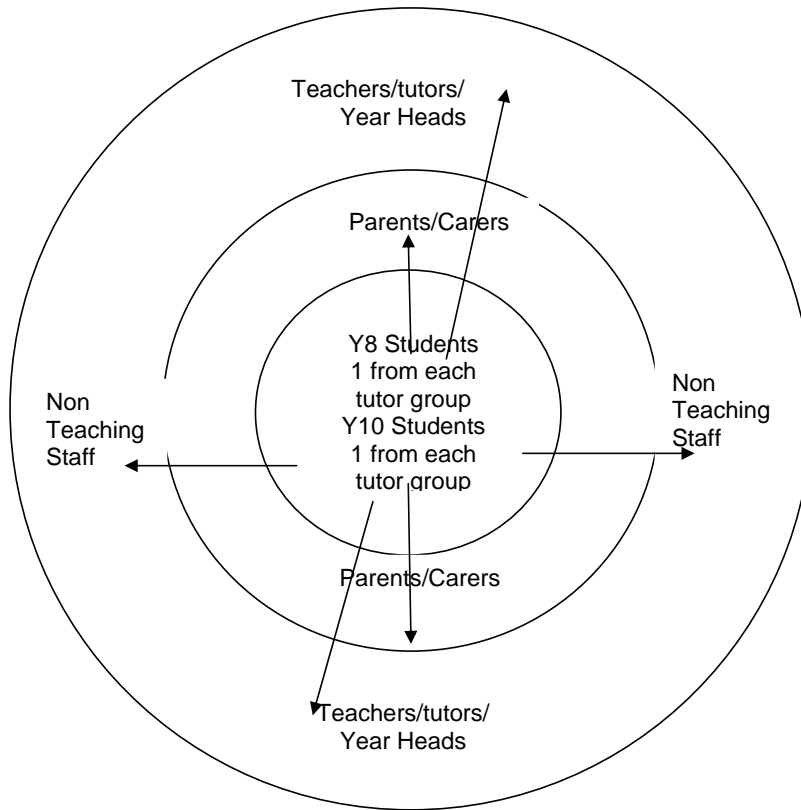 Teachers/tutors/
Year Heads
Parents/Carers
Y8 Students
1 from each
tutor group
Y10 Students
1 from each
tutor group
Non
Teaching
Staff
Non
Teaching
Staff
Parents/Carers
Teachers/tutors/
Year Heads